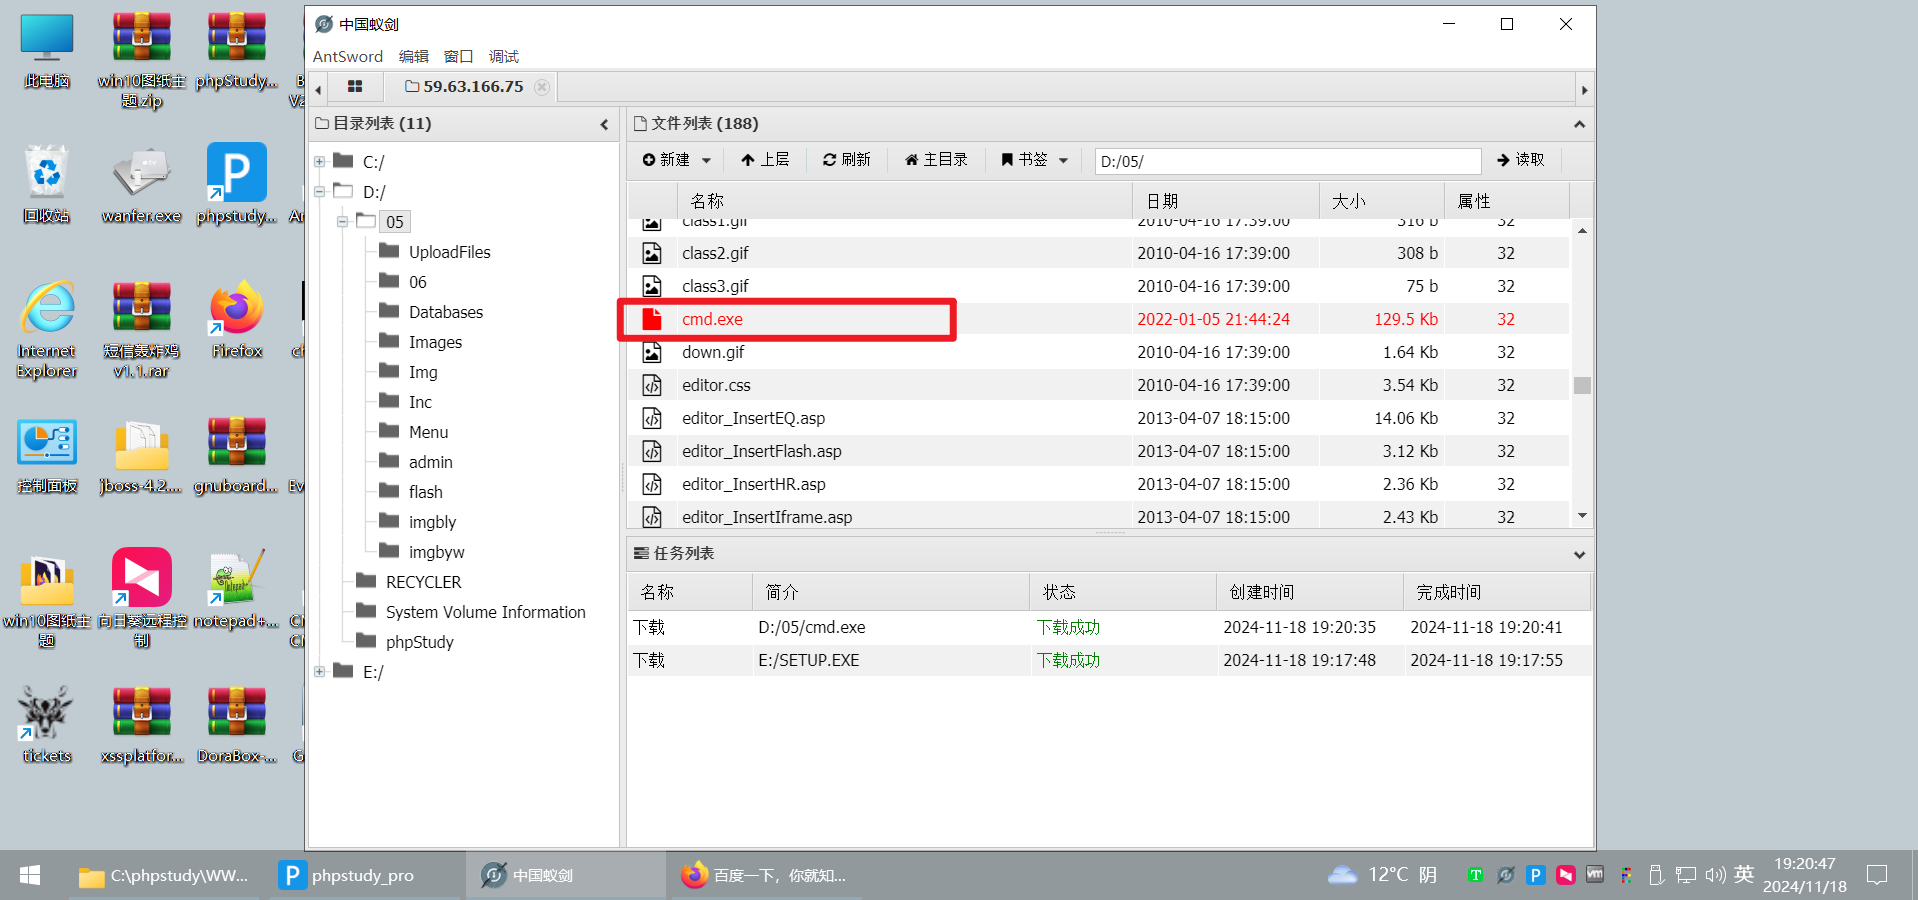 此电脑
win10图纸主
题.zip
phpStudy...
回收站
wanfer.exe
phpstudy...
Internet
Explorer
短信轰炸鸡
v1.1.rar
Firefox
控制面板
jboss-4.2....
gnuboard...
win10图纸主
题
向日葵远程控
制
notepad+...
tickets
xssplatfor...
DoraBox-...
中国蚁剑
AntSword 编辑 窗口 调试
59.63.166.75
目录列表 (11)
C:/
D:/
05
UploadFiles
06
Databases
Images
Img
Inc
Menu
admin
flash
imgbly
imgbyw
RECYCLER
System Volume Information
phpStudy
E:/
文件列表 (188)
新建 上层 刷新 主目录 书签 D:/05/ 读取
名称 日期 大小 属性
class1.gif 2010-04-16 17:39:00 316 b 32
class2.gif 2010-04-16 17:39:00 308 b 32
class3.gif 2010-04-16 17:39:00 75 b 32
cmd.exe 2022-01-05 21:44:24 129.5 Kb 32
down.gif 2010-04-16 17:39:00 1.64 Kb 32
editor.css 2010-04-16 17:39:00 3.54 Kb 32
editor_InsertEQ.asp 2013-04-07 18:15:00 14.06 Kb 32
editor_InsertFlash.asp 2013-04-07 18:15:00 3.12 Kb 32
editor_InsertHR.asp 2013-04-07 18:15:00 2.36 Kb 32
editor_InsertIframe.asp 2013-04-07 18:15:00 2.43 Kb 32
任务列表
名称 简介 状态 创建时间 完成时间
下载 D:/05/cmd.exe 下载成功 2024-11-18 19:20:35 2024-11-18 19:20:41
下载 E:/SETUP.EXE 下载成功 2024-11-18 19:17:48 2024-11-18 19:17:55
C:\phpstudy\WW...
phpstudy_pro
中国蚁剑
百度一下，你就知...
12°C 阴
英
19:20:47
2024/11/18